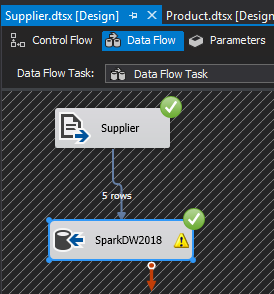 Supplier.dtsx [Design] Product.dtsx [Design]
Control Flow Data Flow Parameters
Data Flow Task: Data Flow Task
Supplier
5 rows
SparkDW2018